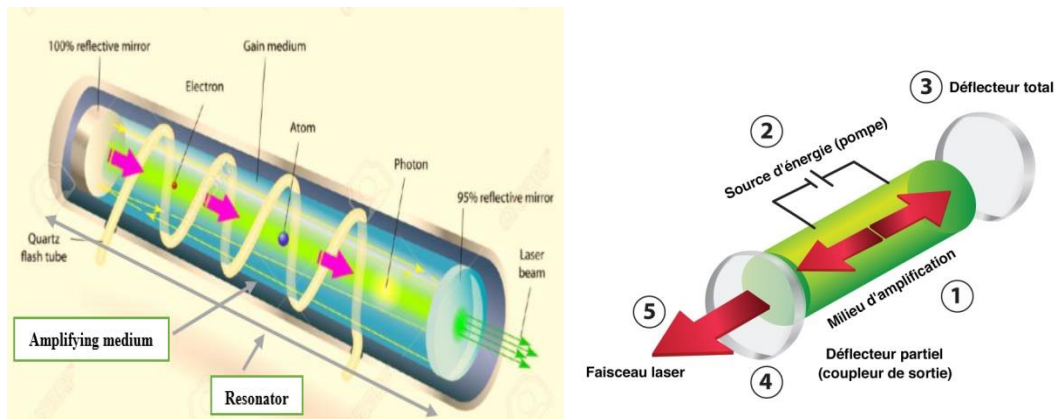 100% reflective mirror
Gain medium
Electron
Atom
Photon
95% reflective mirror
Quartz
flash tube
Laser
beam
Amplifying medium
Resonator
3
Déflecteur total
2
Source d'énergie (pompe)
Milieu d'amplification
1
5
Faisceau laser
4
Déflecteur partiel
(coupleur de sortie)